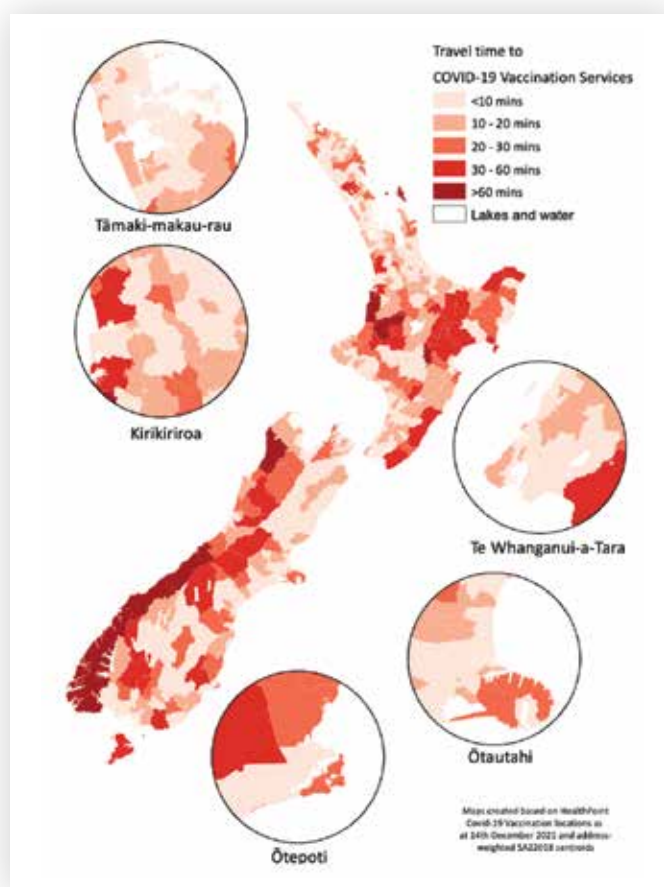 Travel time to
COVID-19 Vaccination Services
<10 mins
10 - 20 mins
20 - 30 mins
30 - 60 mins
>60 mins
Lakes and water
Tāmaki-makau-rau
Kirikiriroa
Te Whanganui-a-Tara
Ōtautahi
Ōtepoti
Maps created based on HealthPoint
Covid-19 Vaccination locations as
at 14th December 2021 and address-
weighted SA22018 centroids